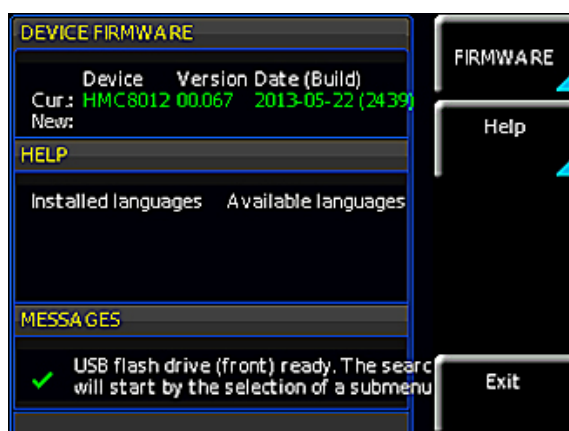 DEVICE FIRMWARE
Device Version Date (Build)
Cur.: HMC8012 00.067 2013-05-22 (2439)
New:
HELP
Installed languages Available languages
MESSAGES
USB flash drive (front) ready. The searc
will start by the selection of a submenu
FIRMWARE
Help
Exit